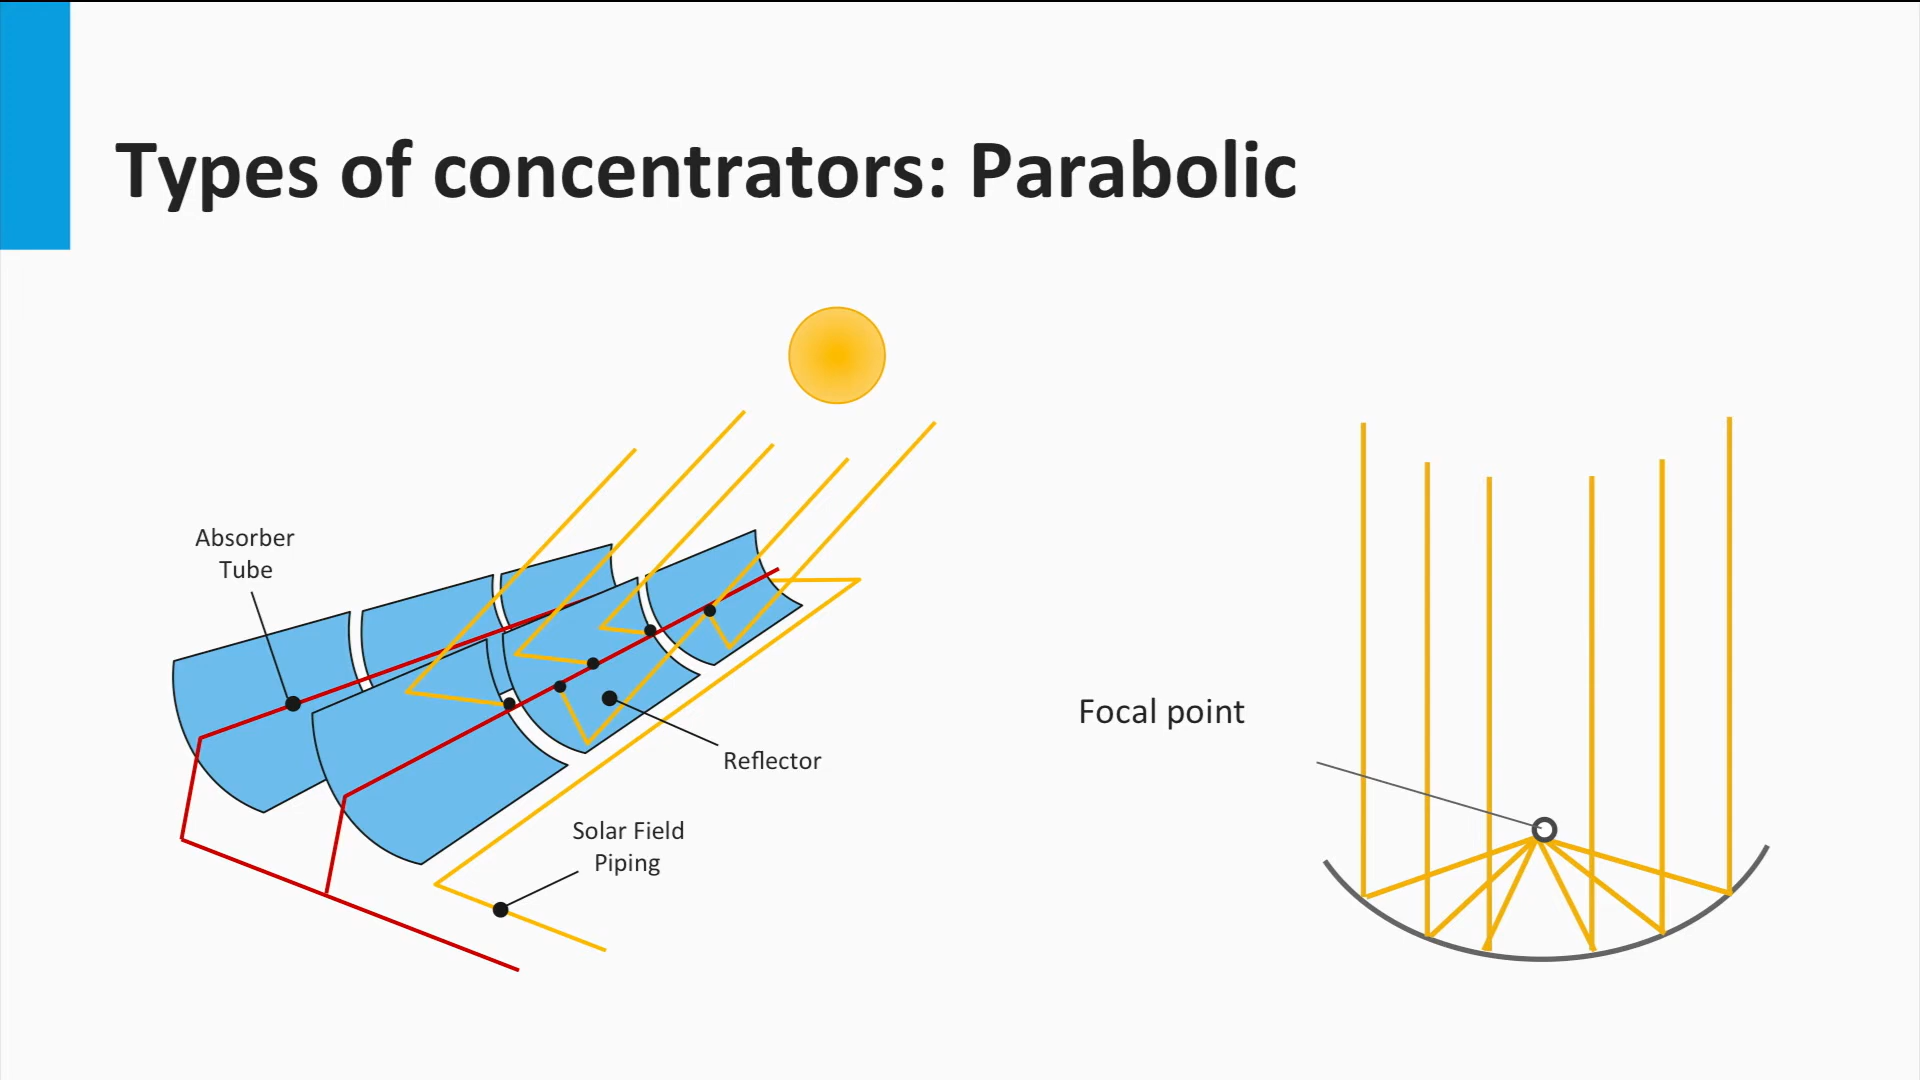 Types of concentrators: Parabolic
Absorber
Tube
Reflector
Solar Field
Piping
Focal point